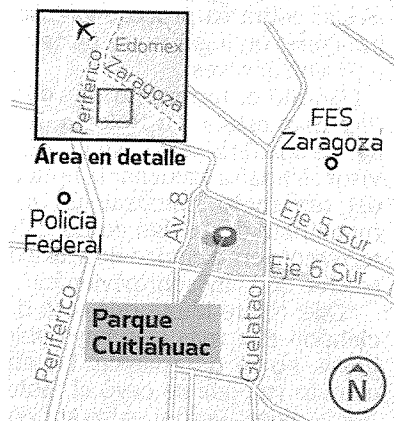 Edomex
Periférico
Zaragoza
Área en detalle
FES
Zaragoza
Policía
Federal
Av. 8
Eje 5 Sur
Eje 6 Sur
Parque
Cuitláhuac
Periférico
Guelatao
N